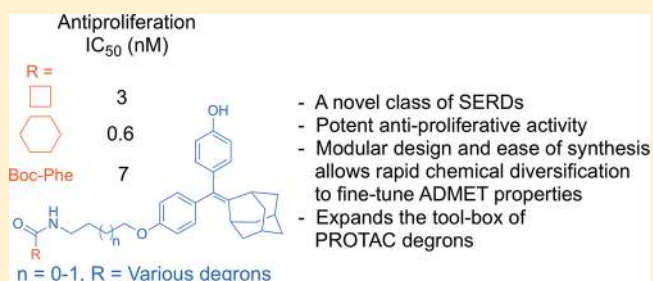 Antiproliferation
IC50 (nM)
R =
3
0.6
Boc-Phe 7
OH
H
N
O
R
n
O
n = 0-1, R = Various degrons
- A novel class of SERDs
- Potent anti-proliferative activity
- Modular design and ease of synthesis
allows rapid chemical diversification
to fine-tune ADMET properties
- Expands the tool-box of
PROTAC degrons